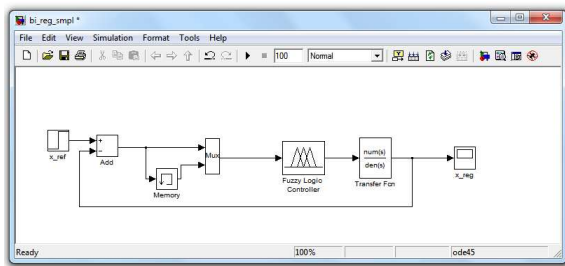 bi_reg_smpl *
File Edit View Simulation Format Tools Help
100 Normal
x_ref
+
−
Add
Memory
Mux
Fuzzy Logic
Controller
num(s)
den(s)
Transfer Fcn
x_reg
Ready 100% ode45